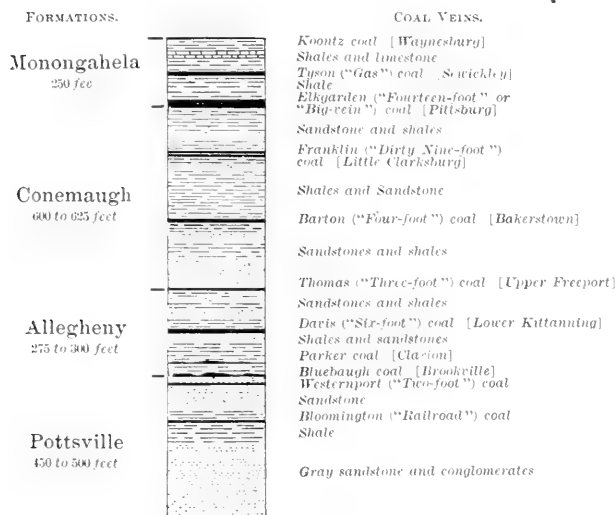 FORMATIONS.
COAL VEINS.
Monongahela
250 fee
Conemaugh
600 to 625 feet
Allegheny
275 to 300 feet
Pottsville
450 to 500 feet
Koontz coal [Waynesburg]
Shales and limestone
Tyson ("Gas") coal Sewickley]
Shale
Elkgarden ("Fourteen-foot" or
"Big-vein") coal [Pittsburg]
Sandstone and shales
Franklin ("Dirty Nine-foot")
coal [Little Clarksburg]
Shales and Sandstone
Barton ("Four-foot") coal [Bakerstown]
Sandstones and shales
Thomas ("Three-foot") coal [Upper Freeport]
Sandstones and shales
Davis ("Six-foot") coal [Lower Kittanning]
Shales and sandstones
Parker coal [Clarion]
Bluebaugh coal [Brookville]
Westernport ("Two-foot") coal
Sandstone
Bloomington ("Railroad") coal
Shale
Gray sandstone and conglomerates